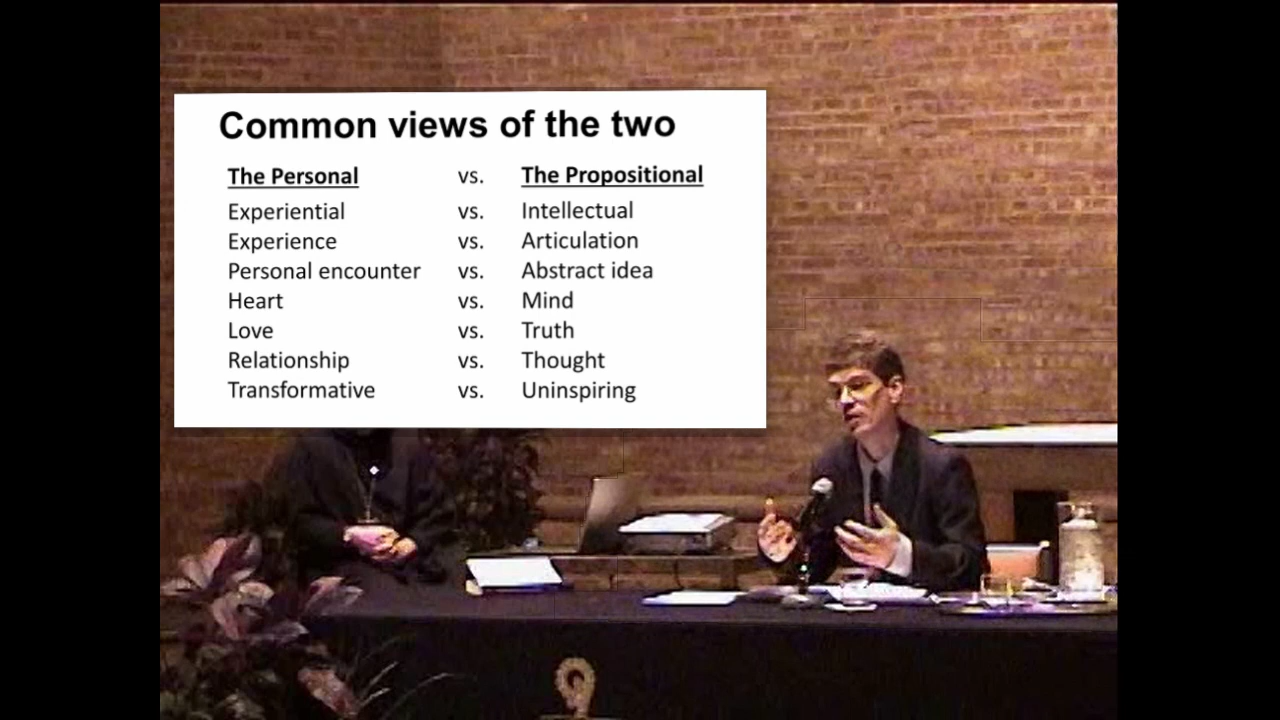 Common views of the two
The Personal vs. The Propositional
Experiential vs. Intellectual
Experience vs. Articulation
Personal encounter vs. Abstract idea
Heart vs. Mind
Love vs. Truth
Relationship vs. Thought
Transformative vs. Uninspiring